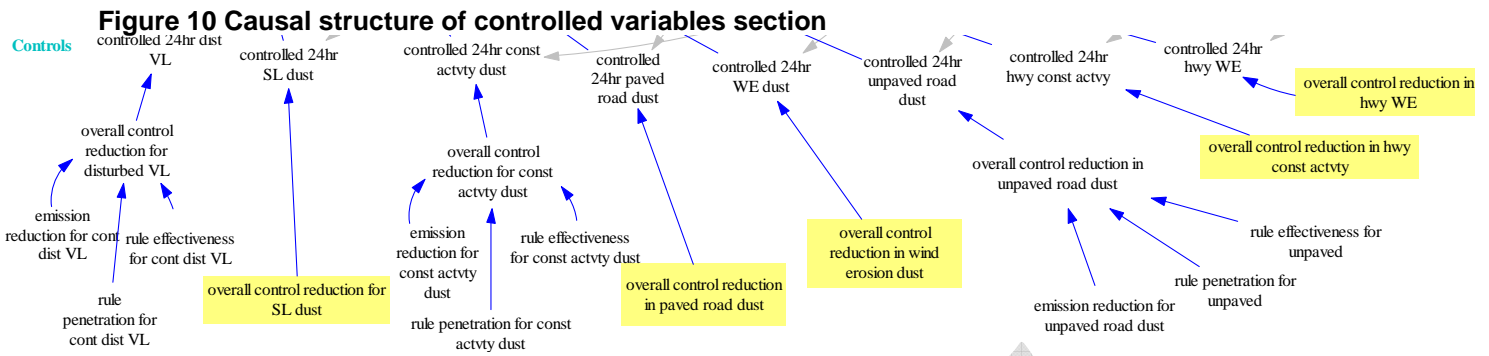 Figure 10 Causal structure of controlled variables section
Controls
controlled 24hr dist
VL
controlled 24hr
SL dust
controlled 24hr const
actvty dust
controlled
24hr paved
road dust
controlled 24hr
WE dust
controlled 24hr
unpaved road
dust
controlled 24hr
hwy const actvy
controlled 24hr
hwy WE
overall control reduction in
hwy WE
overall control
reduction for
disturbed VL
overall control
reduction for const
actvty dust
overall control reduction in
unpaved road dust
overall control reduction in hwy
const actvty
emission
reduction for cont
dist VL
rule effectiveness
for cont dist VL
rule
penetration for
cont dist VL
overall control reduction for
SL dust
emission
reduction for
const actvty
dust
rule effectiveness
for const actvty dust
rule penetration for const
actvty dust
overall control reduction
in paved road dust
overall control
reduction in wind
erosion dust
rule effectiveness for
unpaved
rule penetration for
unpaved
emission reduction for
unpaved road dust